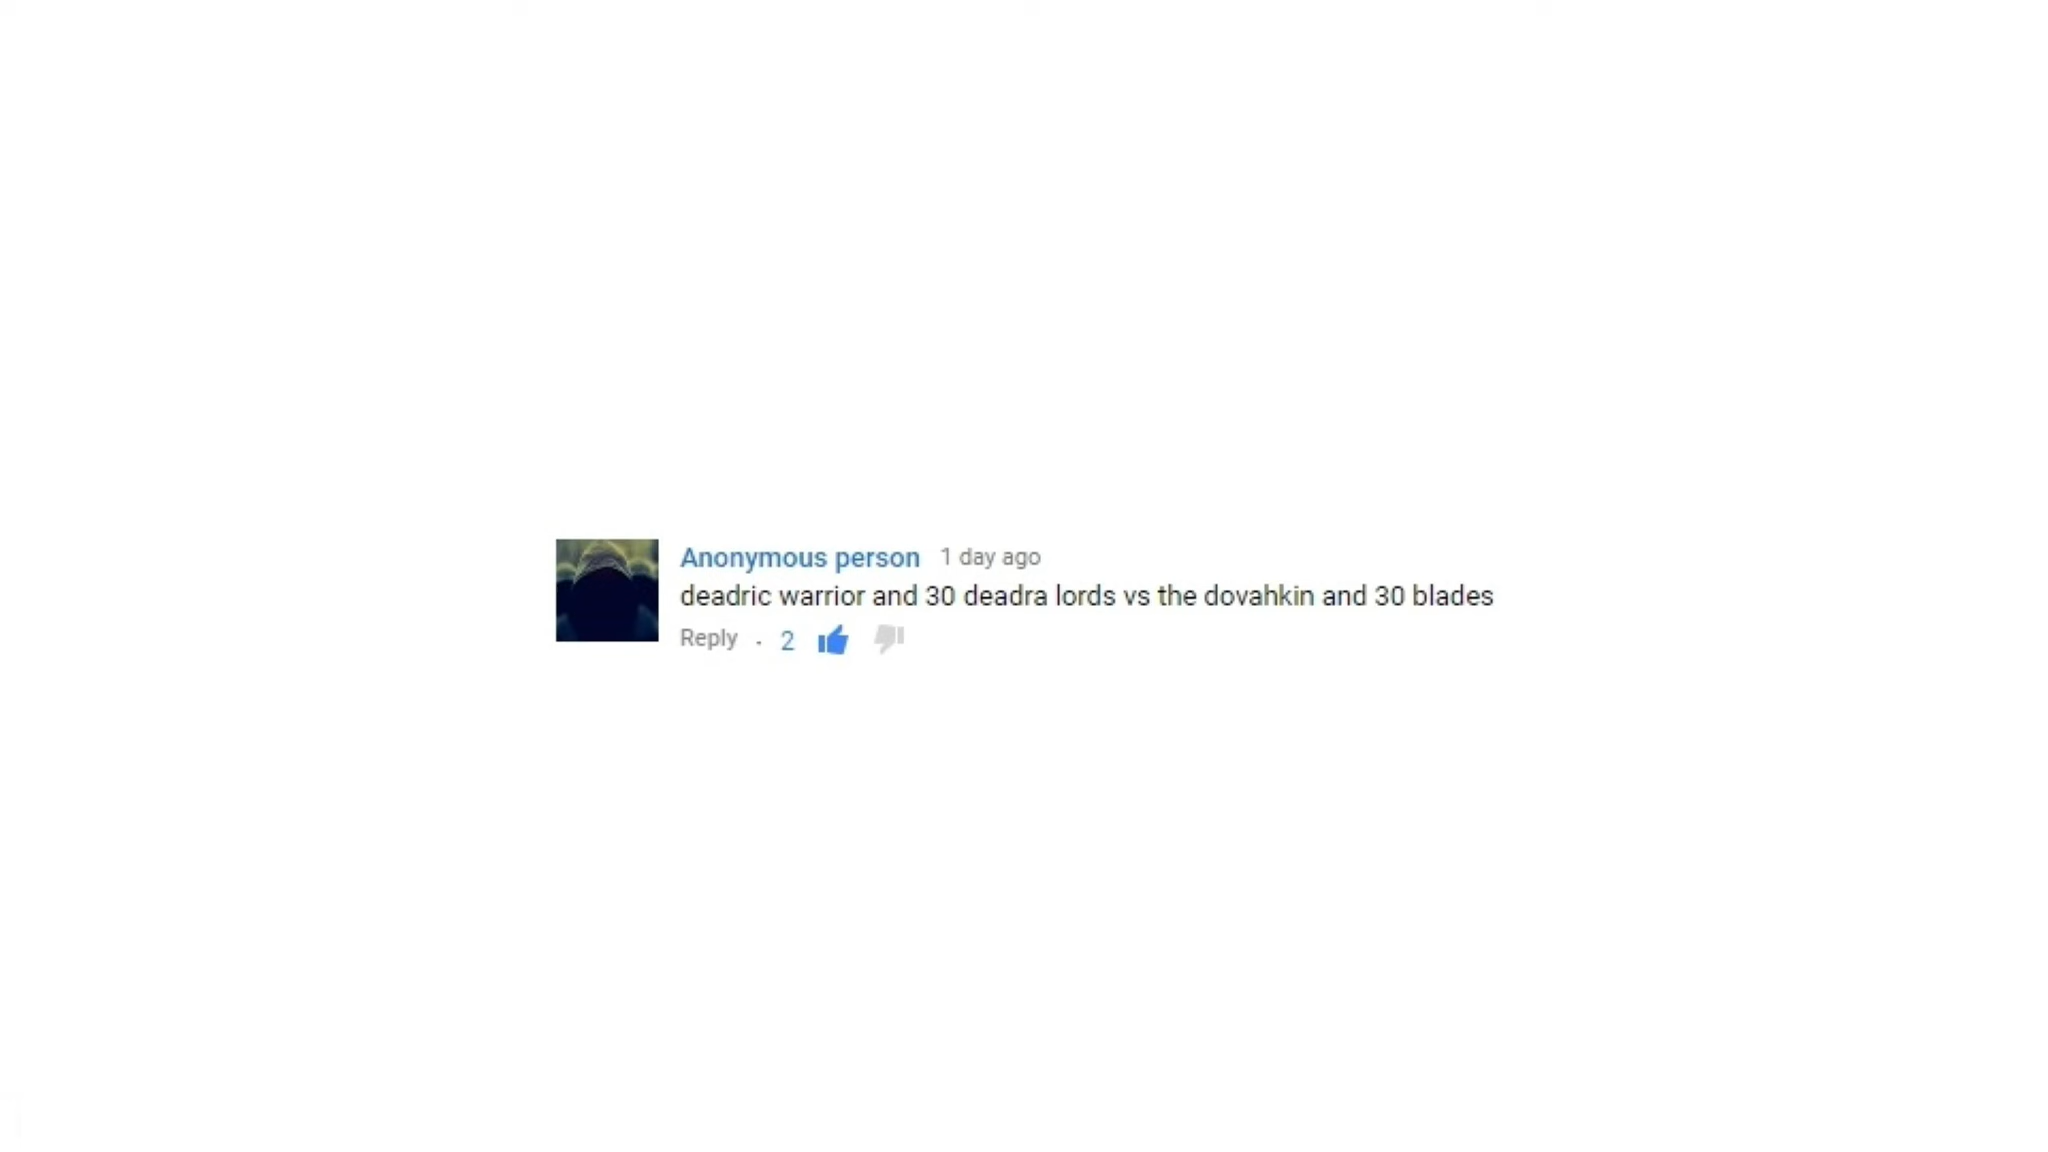 Anonymous person 1 day ago
deadric warrior and 30 deadra lords vs the dovahkin and 30 blades
Reply . 2